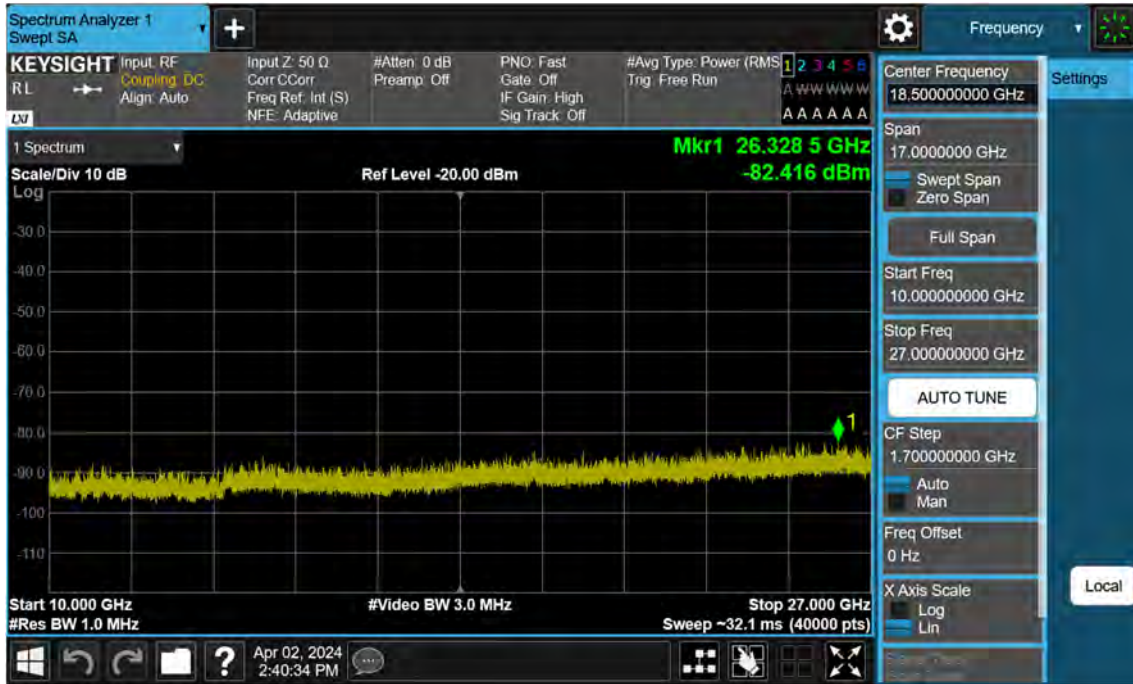 Spectrum Analyzer 1
Swept SA
+
Frequency
KEYSIGHT
RL
LXI
Input: RF
Coupling: DC
Align: Auto
Input Z: 50 Ω
Corr CCorr
Freq Ref: Int (S)
NFE: Adaptive
#Atten: 0 dB
Preamp: Off
PNO: Fast
Gate: Off
IF Gain: High
Sig Track: Off
#Avg Type: Power (RMS
Trig: Free Run
1 2 3 4 5 6
A W W W W W
A A A A A A
1 Spectrum
Scale/Div 10 dB
Ref Level -20.00 dBm
Mkr1 26.328 5 GHz
-82.416 dBm
Log
-30.0
-40.0
-50.0
-60.0
-70.0
-80.0
-90.0
-100
-110
1
Start 10.000 GHz
#Res BW 1.0 MHz
#Video BW 3.0 MHz
Stop 27.000 GHz
Sweep ~32.1 ms (40000 pts)
Center Frequency
18.500000000 GHz
Span
17.0000000 GHz
Swept Span
Zero Span
Full Span
Start Freq
10.000000000 GHz
Stop Freq
27.000000000 GHz
AUTO TUNE
CF Step
1.700000000 GHz
Auto
Man
Freq Offset
0 Hz
X Axis Scale
Log
Lin
Settings
Local
?
Apr 02, 2024
2:40:34 PM